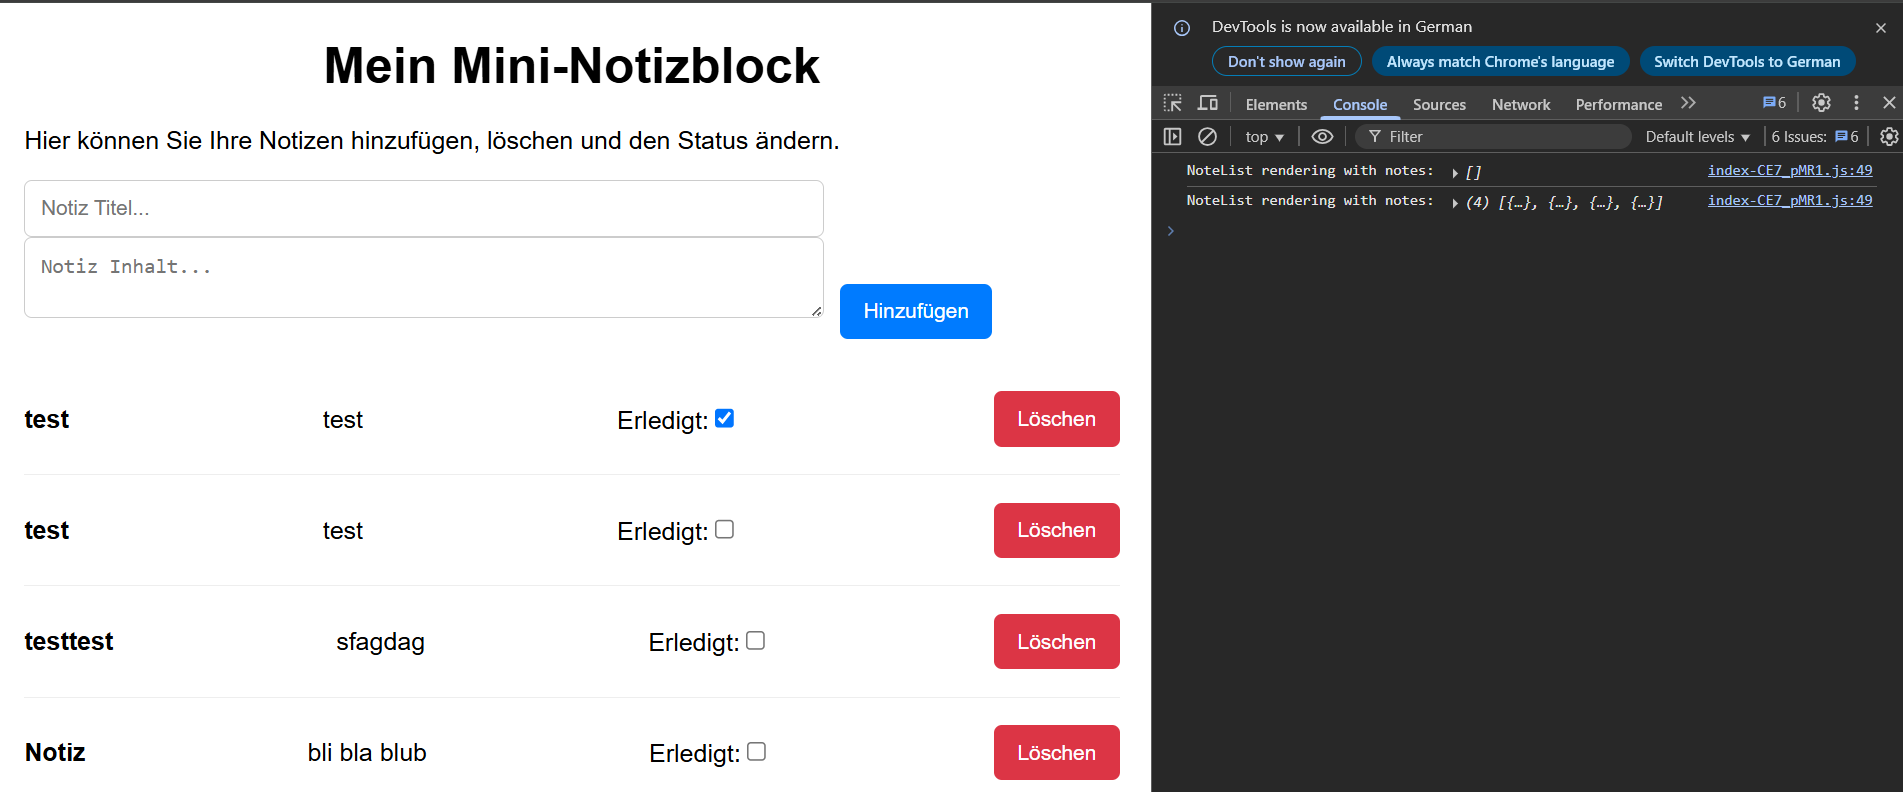 Mein Mini-Notizblock
Hier können Sie Ihre Notizen hinzufügen, löschen und den Status ändern.
Notiz Titel...
Notiz Inhalt...
Hinzufügen
test test Erledigt: Löschen
test test Erledigt: Löschen
testtest sfagdag Erledigt: Löschen
Notiz bli bla blub Erledigt: Löschen
DevTools is now available in German
Don't show again Always match Chrome's language Switch DevTools to German
Elements Console Sources Network Performance 6
top Filter Default levels 6 Issues: 6
NoteList rendering with notes: [] index-CE7_pMR1.js:49
NoteList rendering with notes: (4) [{…}, {…}, {…}, {…}] index-CE7_pMR1.js:49